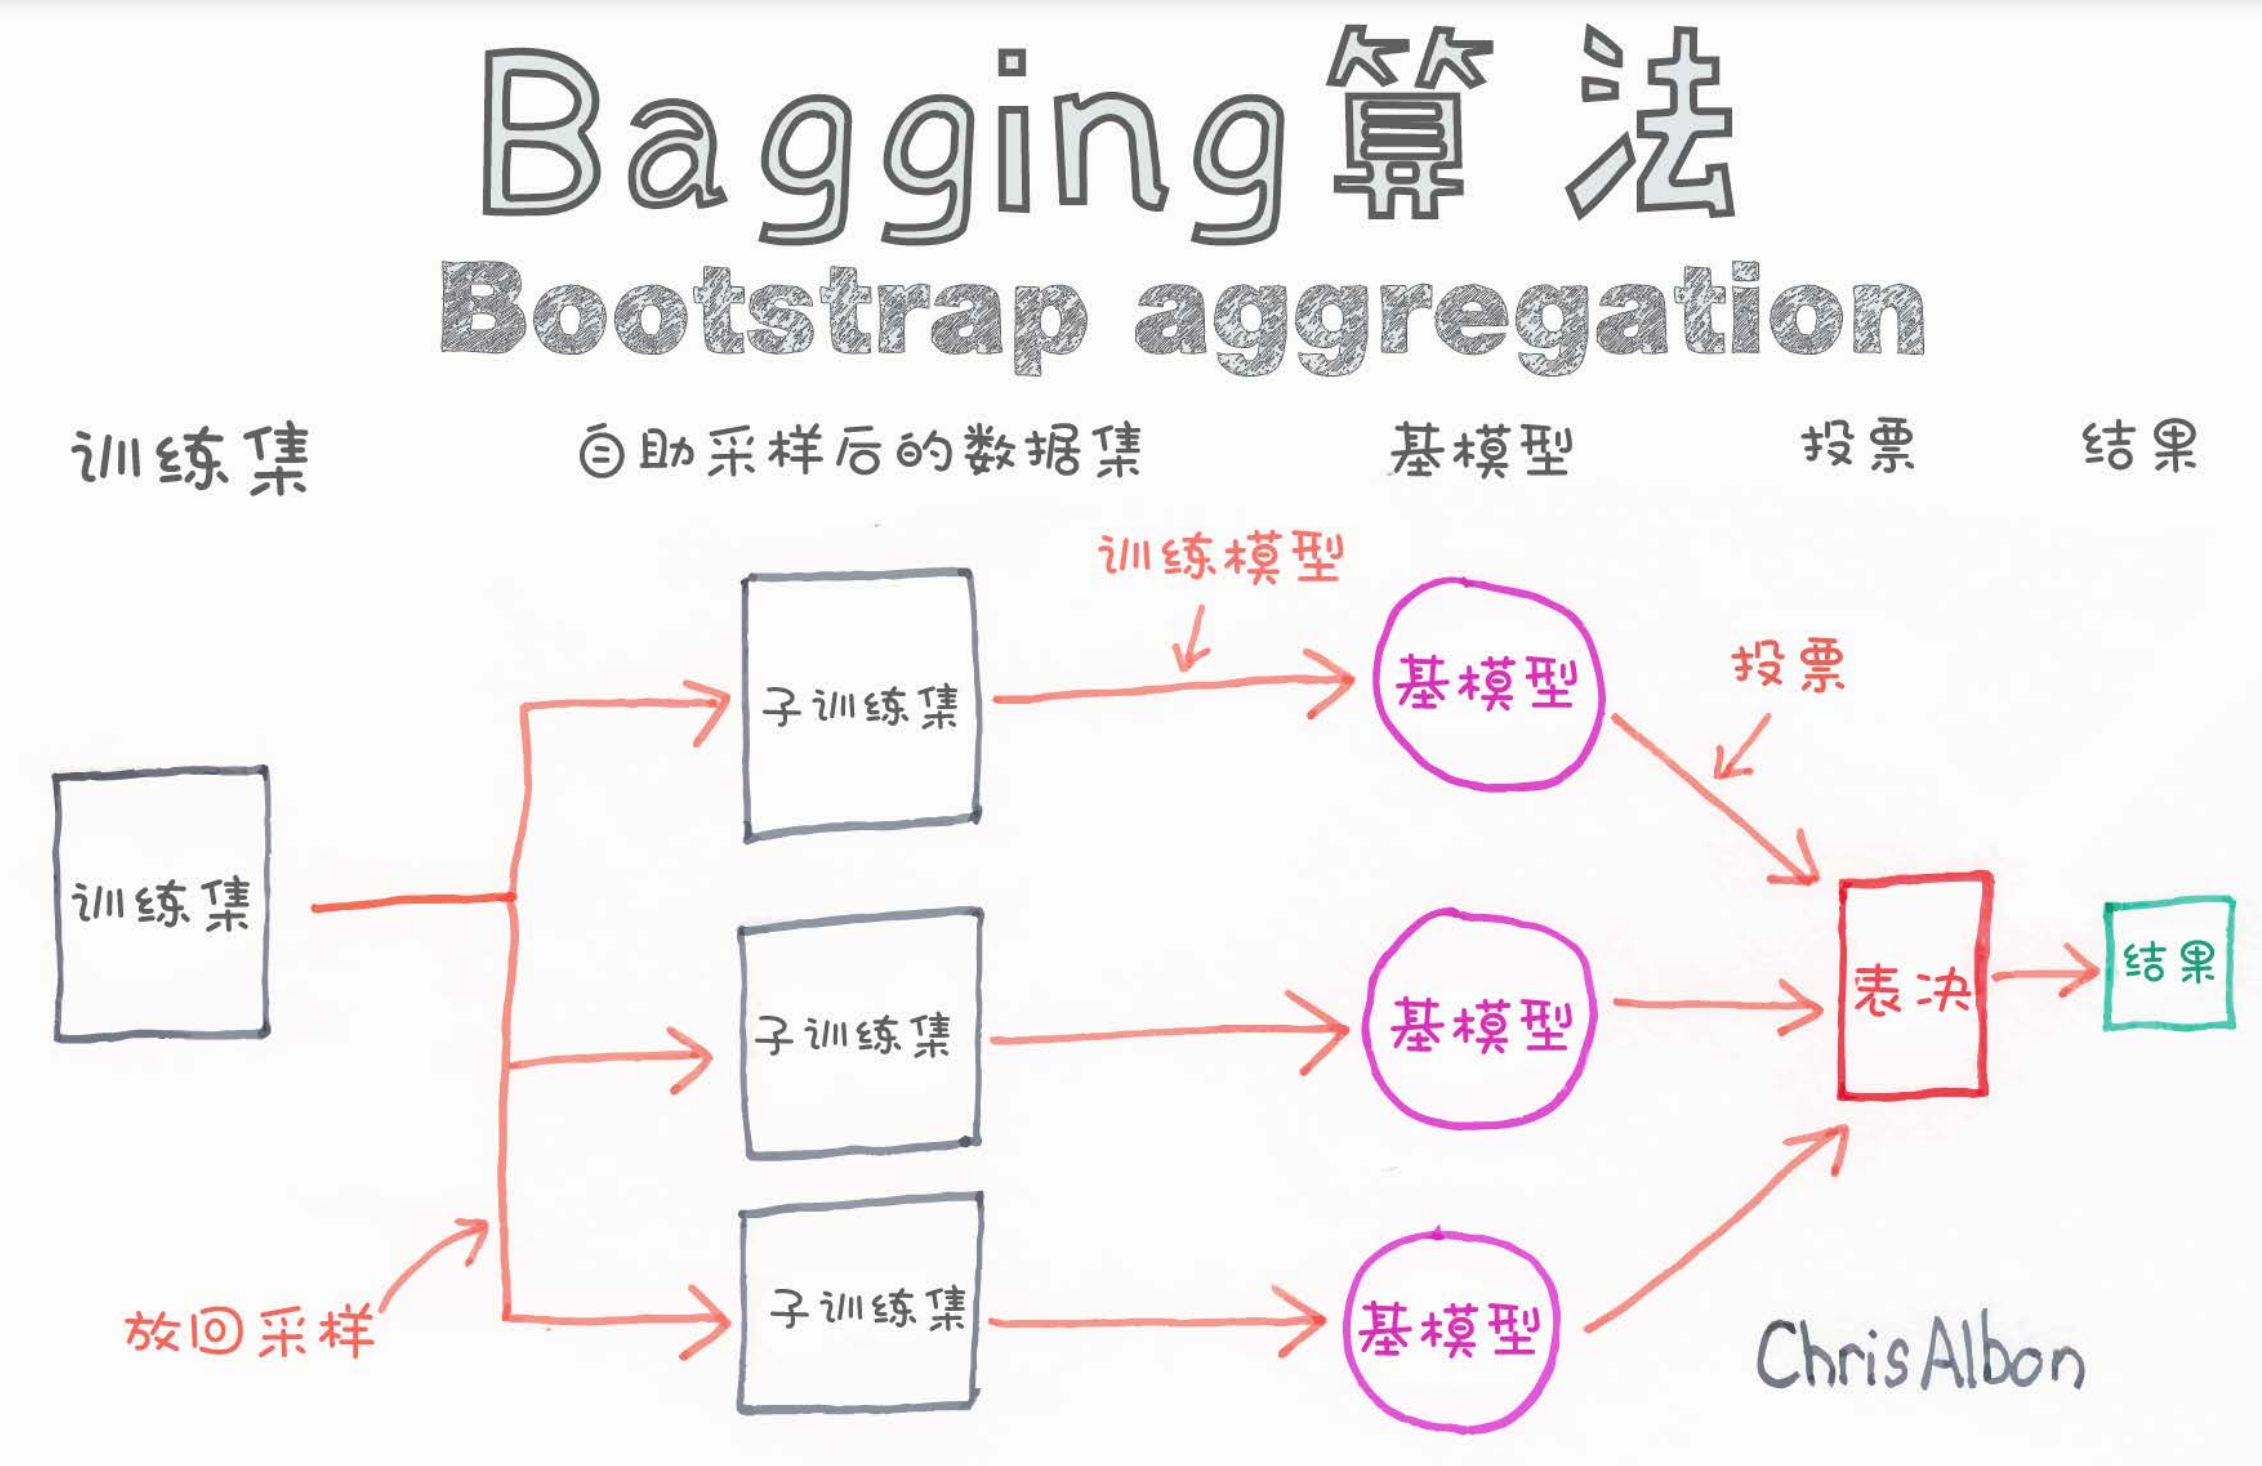 Bagging算法
Bootstrap aggregation
训练集 自助采样后的数据集 基模型 投票 结果
训练模型
投票
子训练集 基模型
训练集
子训练集 基模型 表决 结果
放回采样
子训练集 基模型
ChrisAlbon